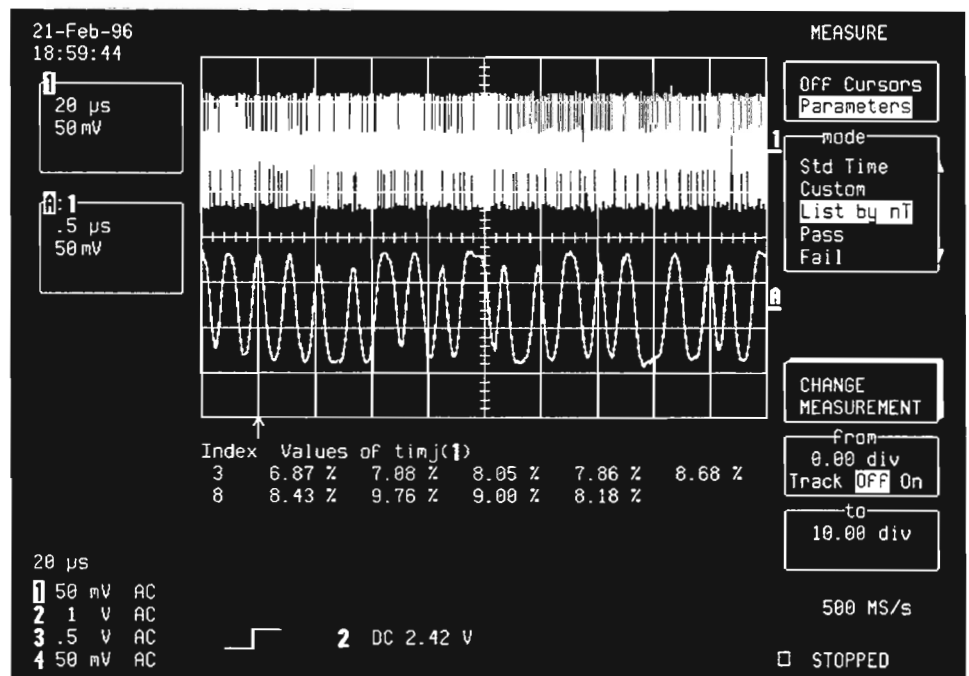 21-Feb-96
18:59:44
1
20 µs
50 mV
A:1
.5 µs
50 mV
1
A
Index Values of timj(1)
3 6.87 % 7.08 % 8.05 % 7.86 % 8.68 %
8 8.43 % 9.76 % 9.00 % 8.18 %
20 µs
1 50 mV AC
2 1 V AC
3 .5 V AC
4 50 mV AC
2 DC 2.42 V
MEASURE
OFF Cursors
Parameters
mode
Std Time
Custom
List by nT
Pass
Fail
CHANGE
MEASUREMENT
from
0.00 div
Track OFF On
to
10.00 div
500 MS/s
STOPPED